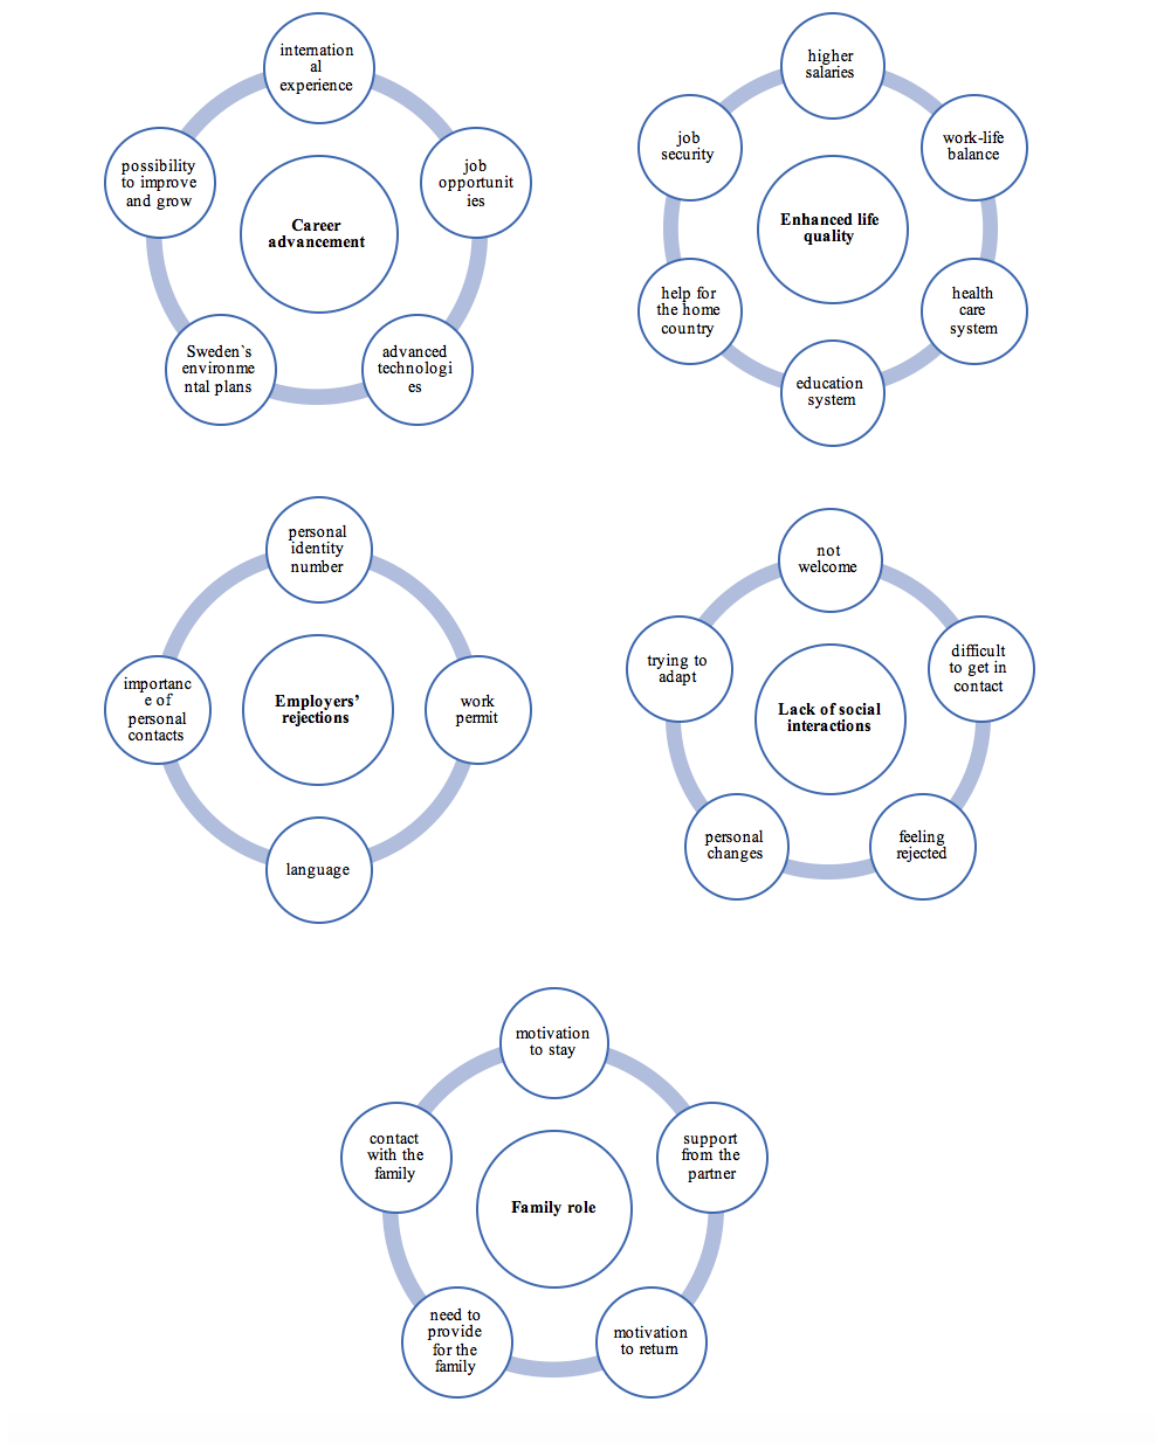 internation
al
experience
possibility
to improve
and grow
job
opportunit
ies
Career
advancement
Sweden`s
environme
ntal plans
advanced
technologi
es
higher
salaries
job
security
work-life
balance
Enhanced life
quality
help for
the home
country
health
care
system
education
system
personal
identity
number
importanc
e of
personal
contacts
Employers’
rejections
work
permit
language
not
welcome
trying to
adapt
difficult
to get in
contact
Lack of social
interactions
personal
changes
feeling
rejected
motivation
to stay
contact
with the
family
support
from the
partner
Family role
need to
provide
for the
family
motivation
to return